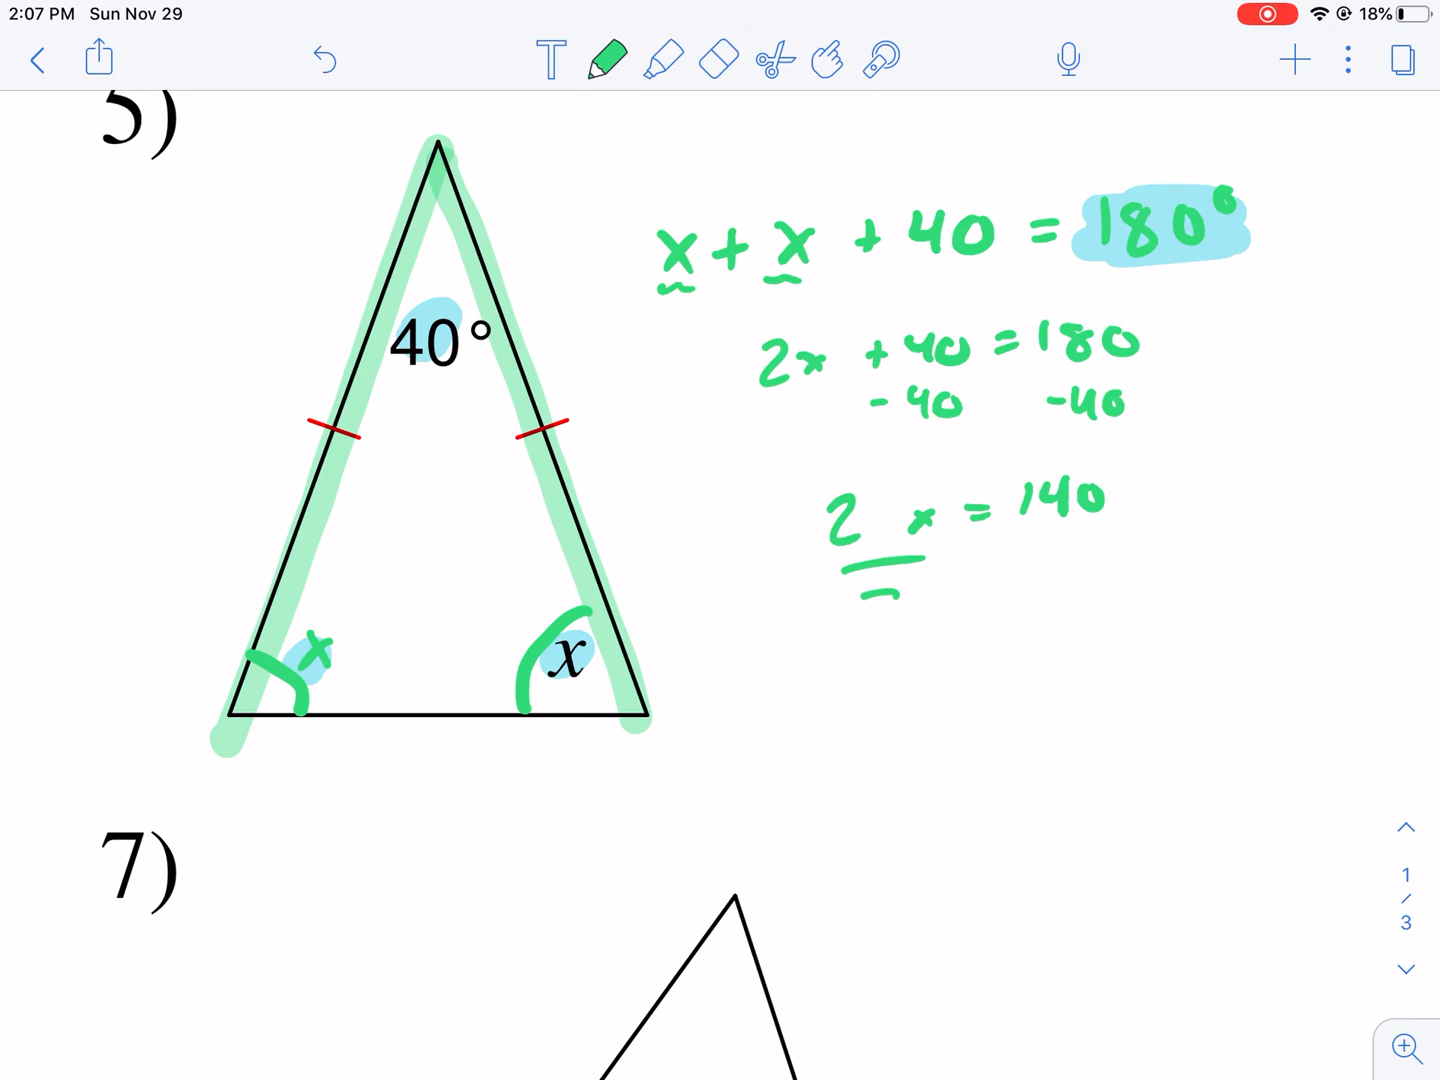 2:07 PM Sun Nov 29
18%
T
5)
x + x + 40 = 180°
40°
2x + 40 = 180
- 40 -40
2 x = 140
x
x
7)
1
/
3